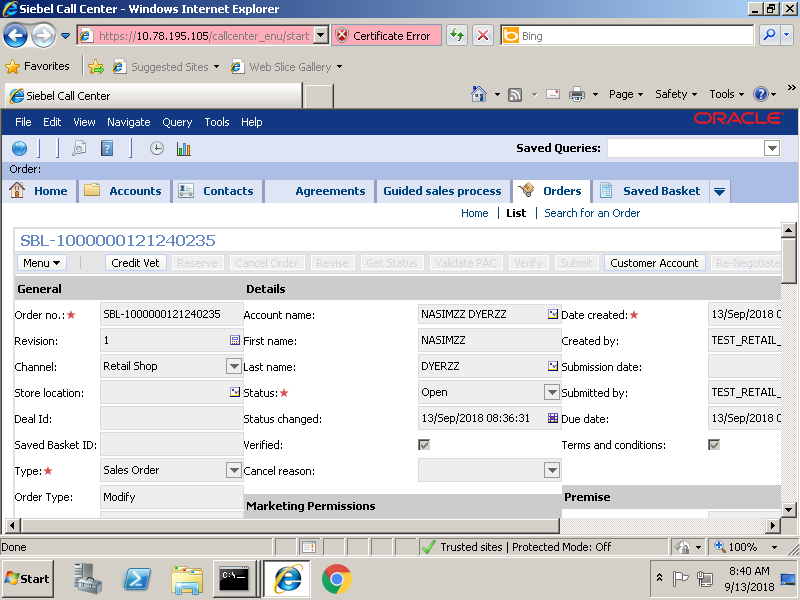 Siebel Call Center - Windows Internet Explorer
https://10.78.195.105/callcenter_enu/start
Certificate Error
Bing
Favorites
Suggested Sites
Web Slice Gallery
Siebel Call Center
Page
Safety
Tools
»
File Edit View Navigate Query Tools Help
ORACLE
Saved Queries:
Order:
Home
Accounts
Contacts
Agreements
Guided sales process
Orders
Saved Basket
Home | List | Search for an Order
SBL-1000000121240235
Menu
Credit Vet
Reserve
Cancel Order
Revise
Get Status
Validate PAC
Verify
Submit
Customer Account
Re-Negotiate
General
Details
Order no.:★ SBL-1000000121240235 Account name: NASIMZZ DYERZZ Date created:★ 13/Sep/2018 0
Revision: 1 First name: NASIMZZ Created by: TEST_RETAIL_
Channel: Retail Shop Last name: DYERZZ Submission date:
Store location: Status:★ Open Submitted by: TEST_RETAIL_
Deal Id: Status changed: 13/Sep/2018 08:36:31 Due date: 13/Sep/2018 0
Saved Basket ID: Verified: Terms and conditions:
Type:★ Sales Order Cancel reason:
Order Type: Modify
Marketing Permissions
Premise
Done
Trusted sites | Protected Mode: Off
100%
Start
C:\.
8:40 AM
9/13/2018